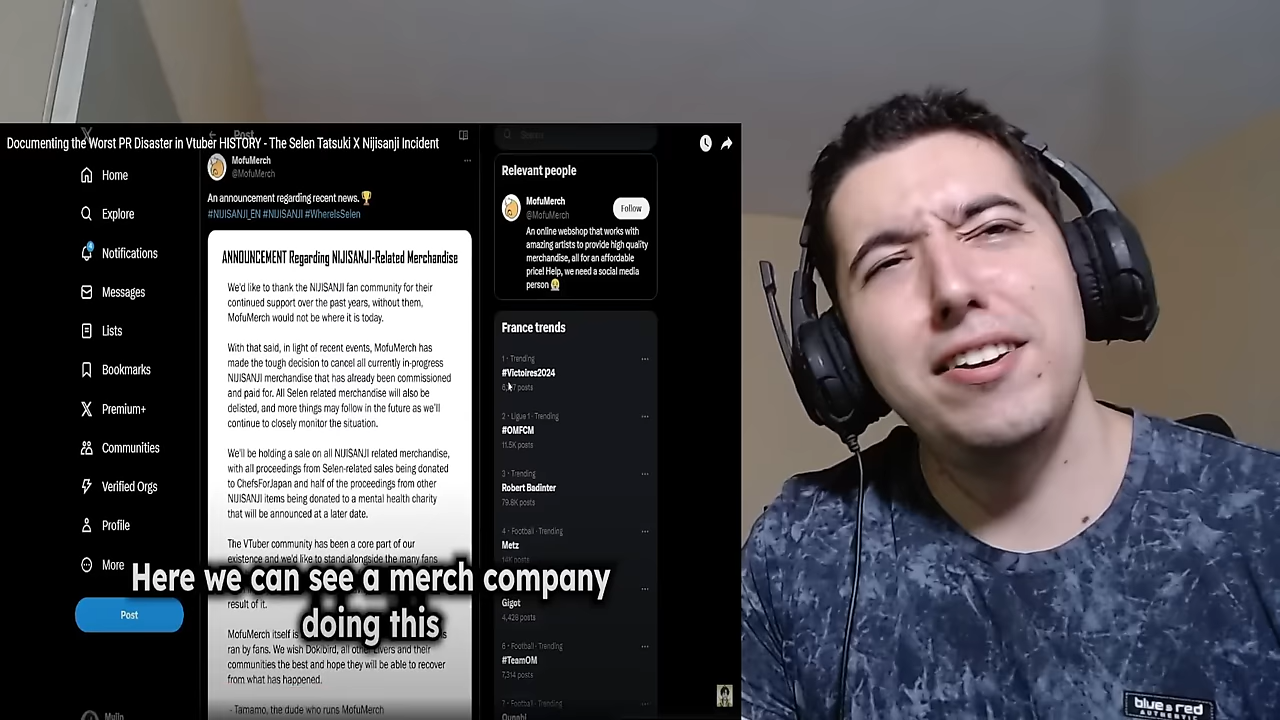 Documenting the Worst PR Disaster in Vtuber HISTORY - The Selen Tatsuki X Nijisanji Incident
Post
Search
Home
Explore
Notifications
Messages
Lists
Bookmarks
Premium+
Communities
Verified Orgs
Profile
More
Post
MofuMerch
@MofuMerch
An announcement regarding recent news. 🏆
#NIJISANJI_EN #NIJISANJI #WhereIsSelen
ANNOUNCEMENT Regarding NIJISANJI-Related Merchandise
We'd like to thank the NIJISANJI fan community for their
continued support over the past years, without them,
MofuMerch would not be where it is today.
With that said, in light of recent events, MofuMerch has
made the tough decision to cancel all currently in-progress
NIJISANJI merchandise that has already been commissioned
and paid for. All Selen related merchandise will also be
delisted, and more things may follow in the future as we'll
continue to closely monitor the situation.
We'll be holding a sale on all NIJISANJI related merchandise,
with all proceedings from Selen-related sales being donated
to ChefsForJapan and half of the proceedings from other
NIJISANJI items being donated to a mental health charity
that will be announced at a later date.
The VTuber community has been a core part of our
existence and we'd like to stand alongside the many fans
result of it.
MofuMerch itself is
ran by fans. We wish Dokibird, all other Livers and their
communities the best and hope they will be able to recover
from what has happened.
- Tamamo, the dude who runs MofuMerch
Here we can see a merch company
doing this
Relevant people
MofuMerch
@MofuMerch
Follow
An online webshop that works with
amazing artists to provide high quality
merchandise, all for an affordable
price! Help, we need a social media
person
France trends
1 · Trending
#Victoires2024
posts
2 · Ligue 1 · Trending
#OMFCM
11.5K posts
3 · Trending
Robert Badinter
79.8K posts
4 · Football · Trending
Metz
14K posts
Trending
Gigot
4,428 posts
6 · Football · Trending
#TeamOM
7,314 posts
7 · Football · Trending
blue & red
AUTHENTIC